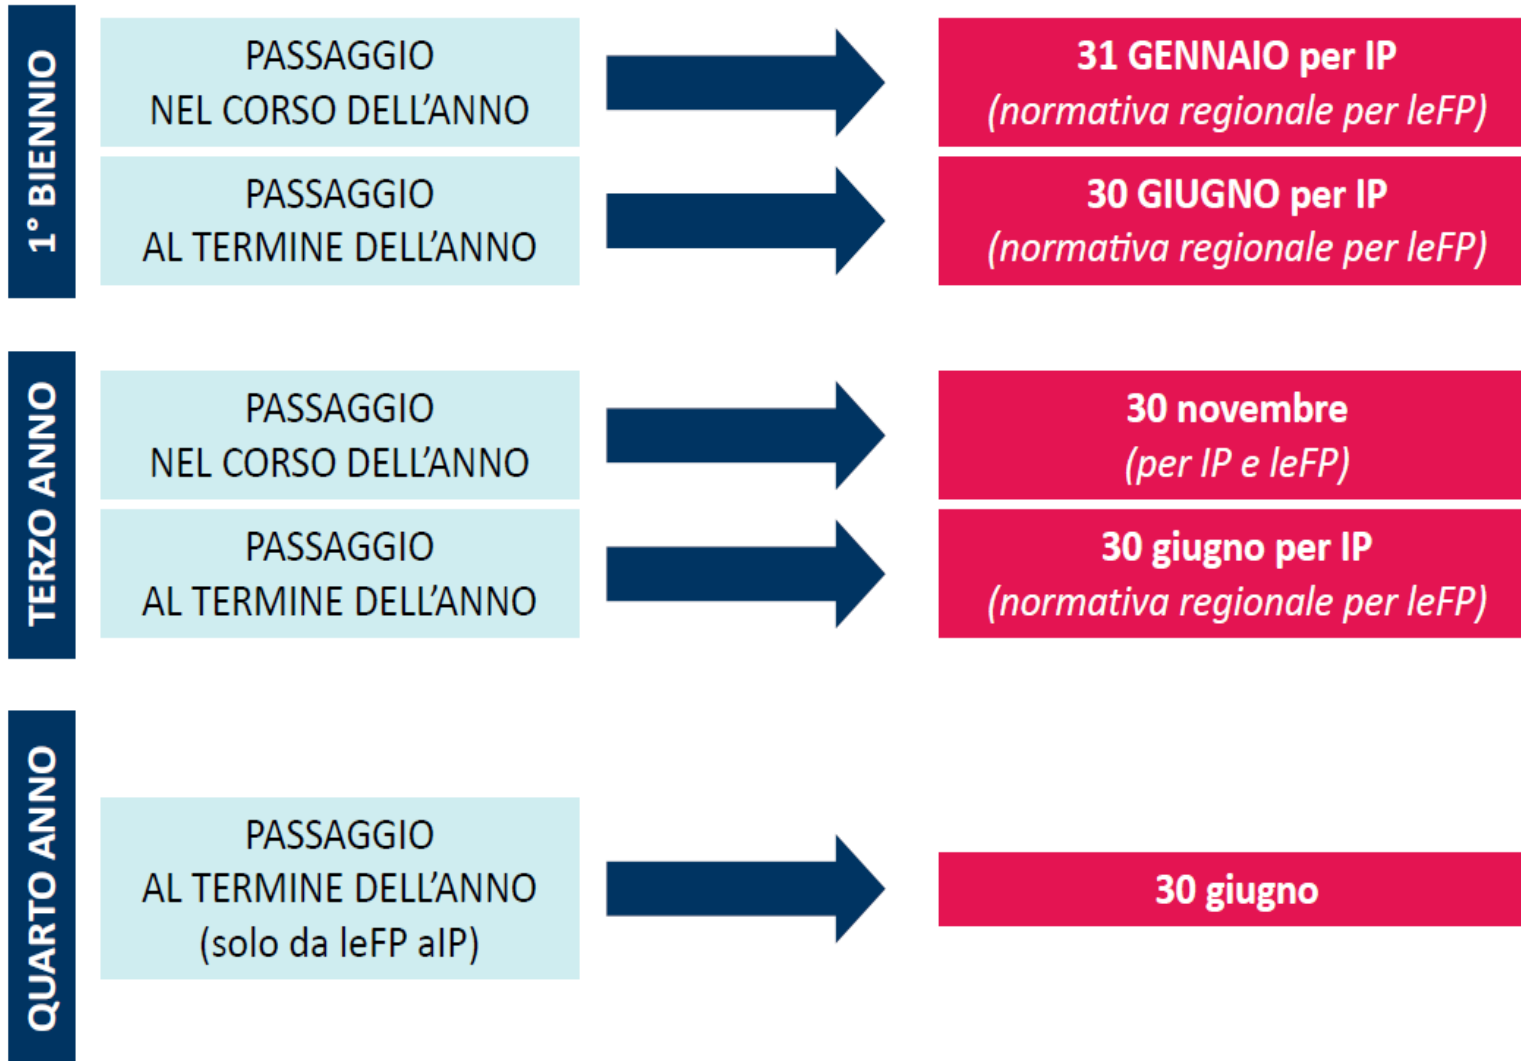 1° BIENNIO
PASSAGGIO
NEL CORSO DELL'ANNO
31 GENNAIO per IP
(normativa regionale per IeFP)
PASSAGGIO
AL TERMINE DELL'ANNO
30 GIUGNO per IP
(normativa regionale per IeFP)
TERZO ANNO
PASSAGGIO
NEL CORSO DELL'ANNO
30 novembre
(per IP e IeFP)
PASSAGGIO
AL TERMINE DELL'ANNO
30 giugno per IP
(normativa regionale per IeFP)
QUARTO ANNO
PASSAGGIO
AL TERMINE DELL'ANNO
(solo da IeFP aIP)
30 giugno